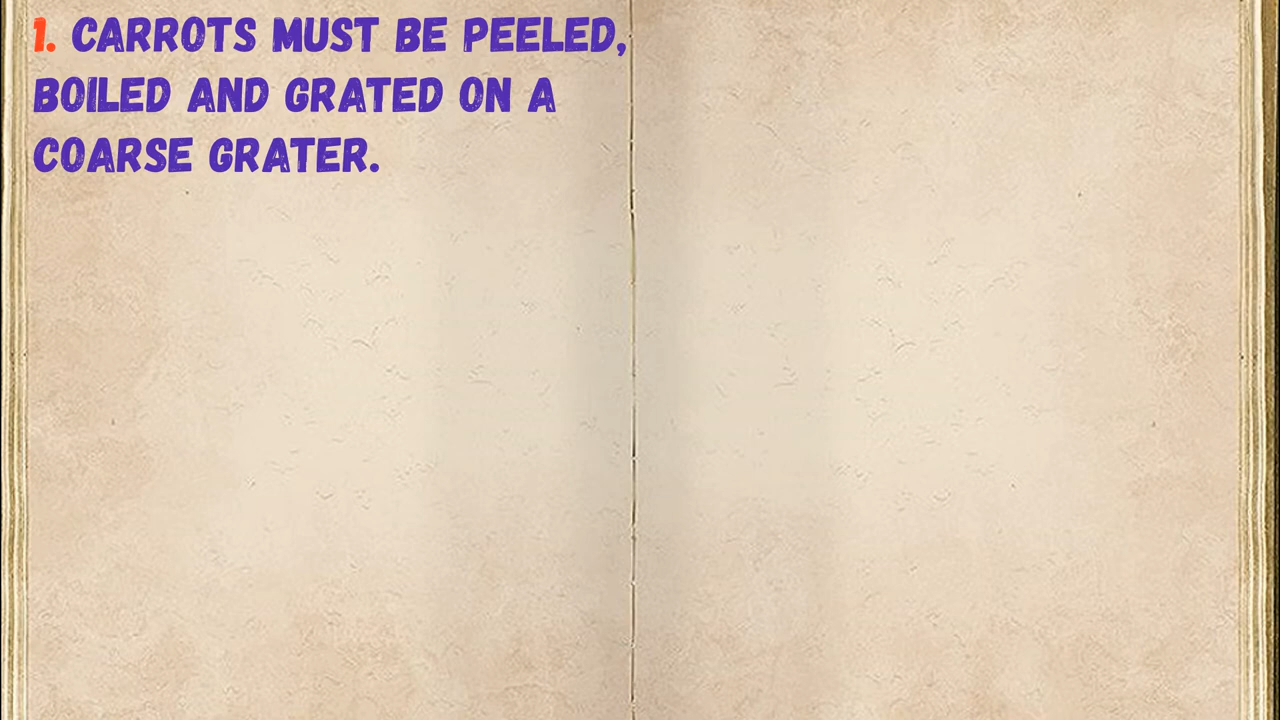 1. CARROTS MUST BE PEELED,
BOILED AND GRATED ON A
COARSE GRATER.